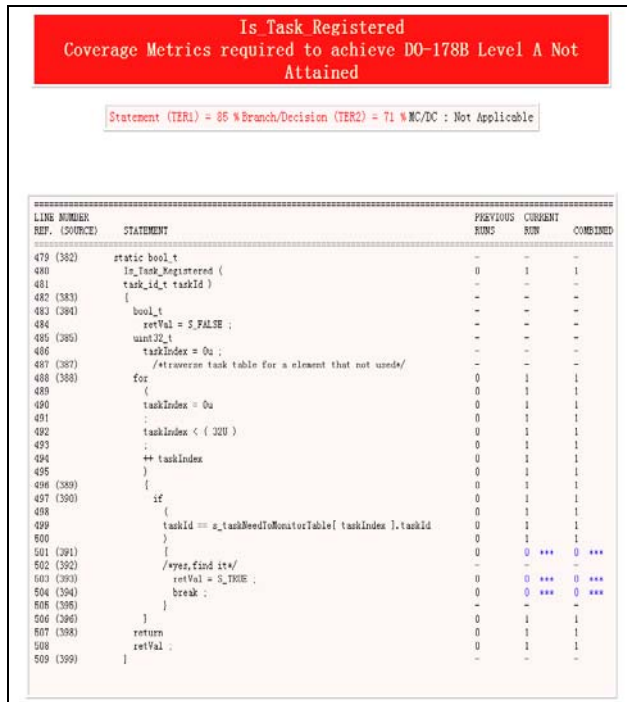 Is_Task_Registered
Coverage Metrics required to achieve DO-178B Level A Not
Attained
Statement (TER1) = 85 % Branch/Decision (TER2) = 71 % MC/DC : Not Applicable
LINE NUMBER PREVIOUS CURRENT
REF. (SOURCE) STATEMENT RUNS RUN COMBINED
479 (382) static bool_t - - -
480 Is_Task_Registered ( 0 1 1
481 task_id_t taskId ) - - -
482 (383) { - - -
483 (384) bool_t - - -
484 retVal = S_FALSE ; - - -
485 (385) uint32_t - - -
486 taskIndex = 0u ; - - -
487 (387) /*traverse task table for a element that not used*/ - - -
488 (388) for 0 1 1
489 ( 0 1 1
490 taskIndex = 0u 0 1 1
491 ; 0 1 1
492 taskIndex < ( 32U ) 0 1 1
493 ; 0 1 1
494 ++ taskIndex 0 1 1
495 ) 0 1 1
496 (389) { 0 1 1
497 (390) if 0 1 1
498 ( 0 1 1
499 taskId == s_taskNeedToMonitorTable[ taskIndex ].taskId 0 1 1
500 ) 0 1 1
501 (391) { 0 0 *** 0 ***
502 (392) /*yes,find it*/ - - -
503 (393) retVal = S_TRUE ; 0 0 *** 0 ***
504 (394) break ; 0 0 *** 0 ***
505 (395) } - - -
506 (396) } 0 1 1
507 (398) return 0 1 1
508 retVal ; 0 1 1
509 (399) } - - -